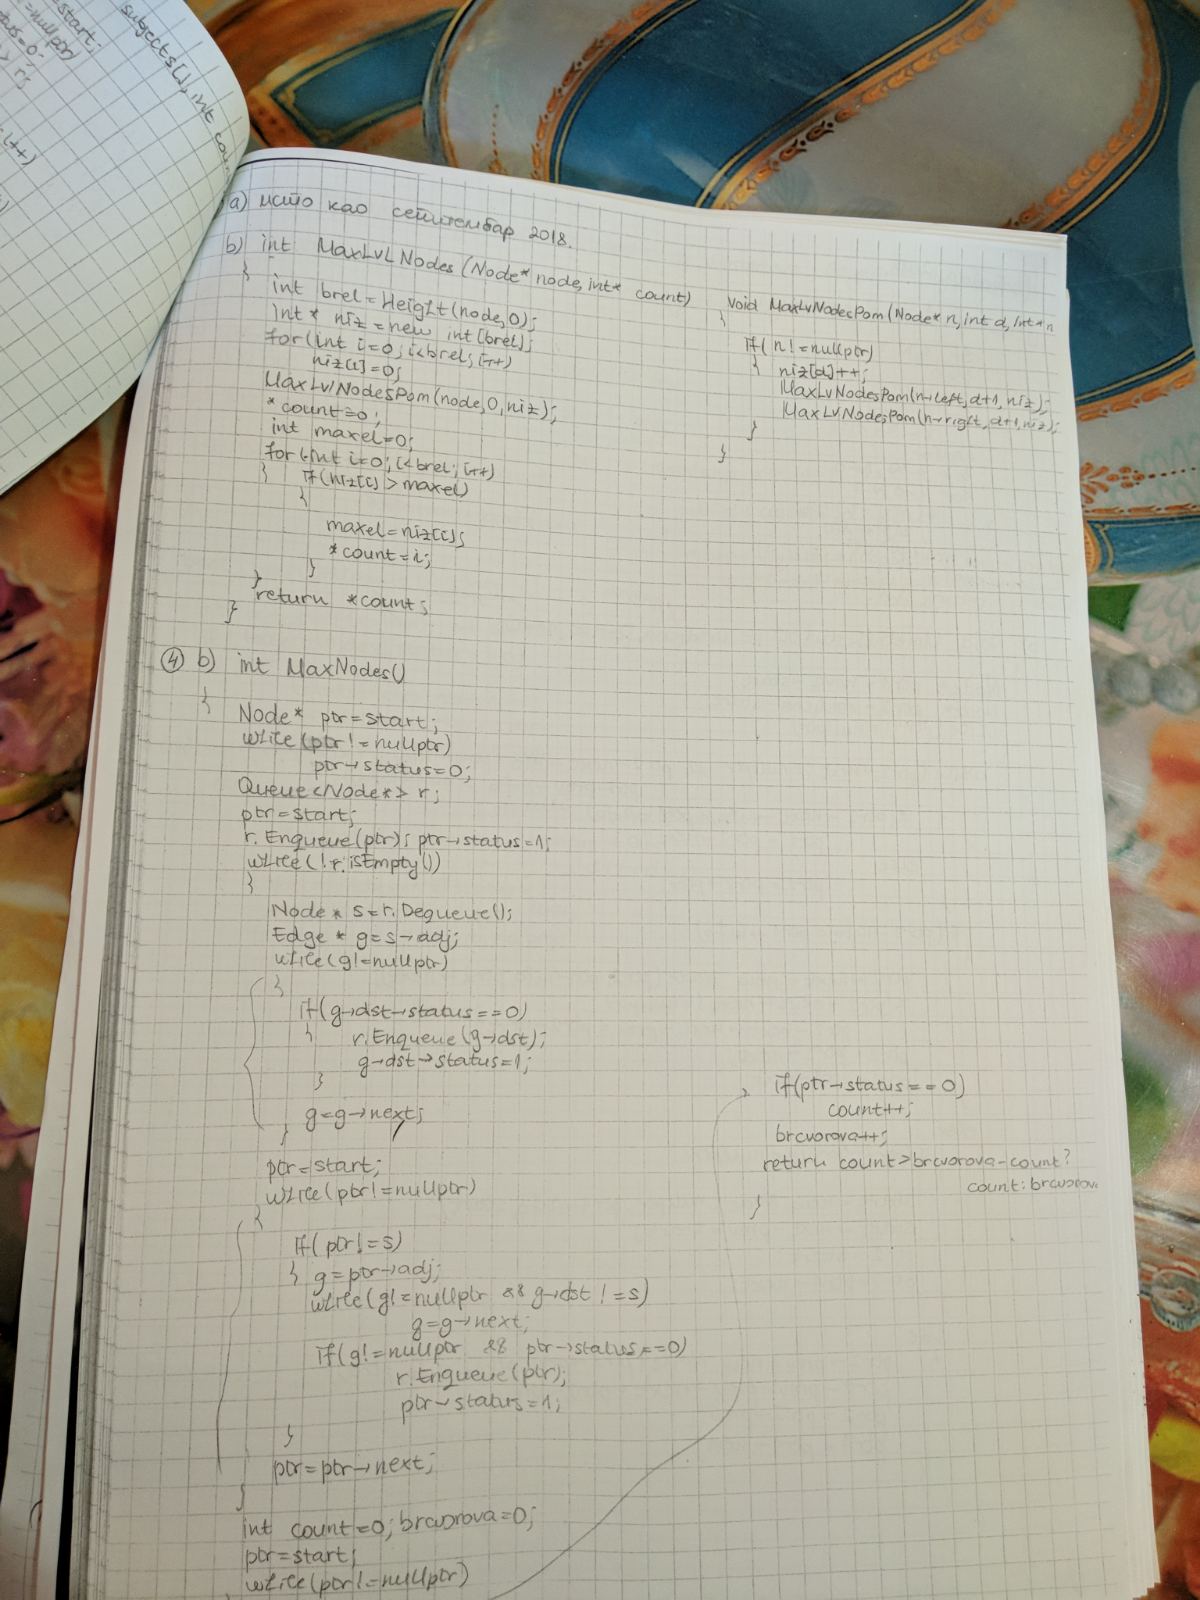 start;
=nullptr)
status=0;
> r;
i++)
subjects[], int cou
a) исто као септембар 2018.
b) int MaxLvlNodes (Node* node, int* count)
{
int brel = Height(node,0);
int * niz = new int[brel];
for(int i=0; i<brel; i++)
niz[i]=0;
MaxLvlNodesPom(node,0,niz);
*count=0;
int maxel=0;
for(int i=0; i<brel; i++)
{ if(niz[i]>maxel)
{
maxel=niz[i];
*count=i;
}
}
return *count;
}
Void MaxLvNodesPom(Node* n, int d, int* n
{
if(n!=nullptr)
{ niz[d]++;
MaxLvNodesPom(n→left, d+1, niz);
MaxLvNodesPom(n→right, d+1, niz);
}
}
④ b) int MaxNodes()
{
Node* ptr=start;
while(ptr!=nullptr)
ptr→status=0;
Queue<Node*> r;
ptr=start;
r.Enqueue(ptr); ptr→status=1;
while(!r.isEmpty())
{
Node * s=r.Dequeue();
Edge * g=s→adj;
while(g!=nullptr)
{
if(g→dst→status==0)
{ r.Enqueue(g→dst);
g→dst→status=1;
}
g=g→next;
}
ptr=start;
while(ptr!=nullptr)
{
if(ptr!=s)
{ g=ptr→adj;
while(g!=nullptr && g→dst!=s)
g=g→next;
if(g!=nullptr && ptr→status==0)
r.Enqueue(ptr);
ptr→status=1;
}
ptr=ptr→next;
}
int count=0; brcvorova=0;
ptr=start;
while(ptr!=nullptr)
if(ptr→status==0)
count++;
brcvorova++;
return count>brcvorova-count?
count:brcvorov
}